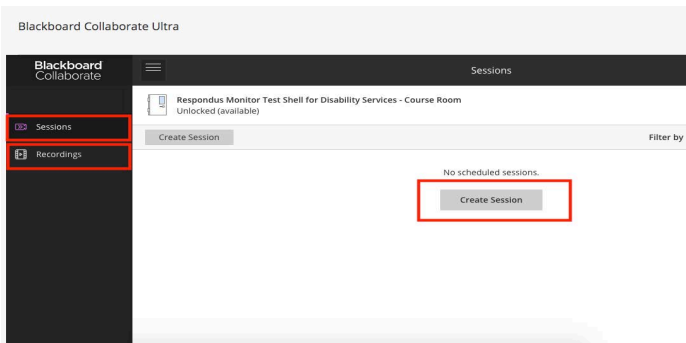 Blackboard Collaborate Ultra
Blackboard
Collaborate
Sessions
Respondus Monitor Test Shell for Disability Services - Course Room
Unlocked (available)
Sessions
Create Session
Filter by
Recordings
No scheduled sessions.
Create Session